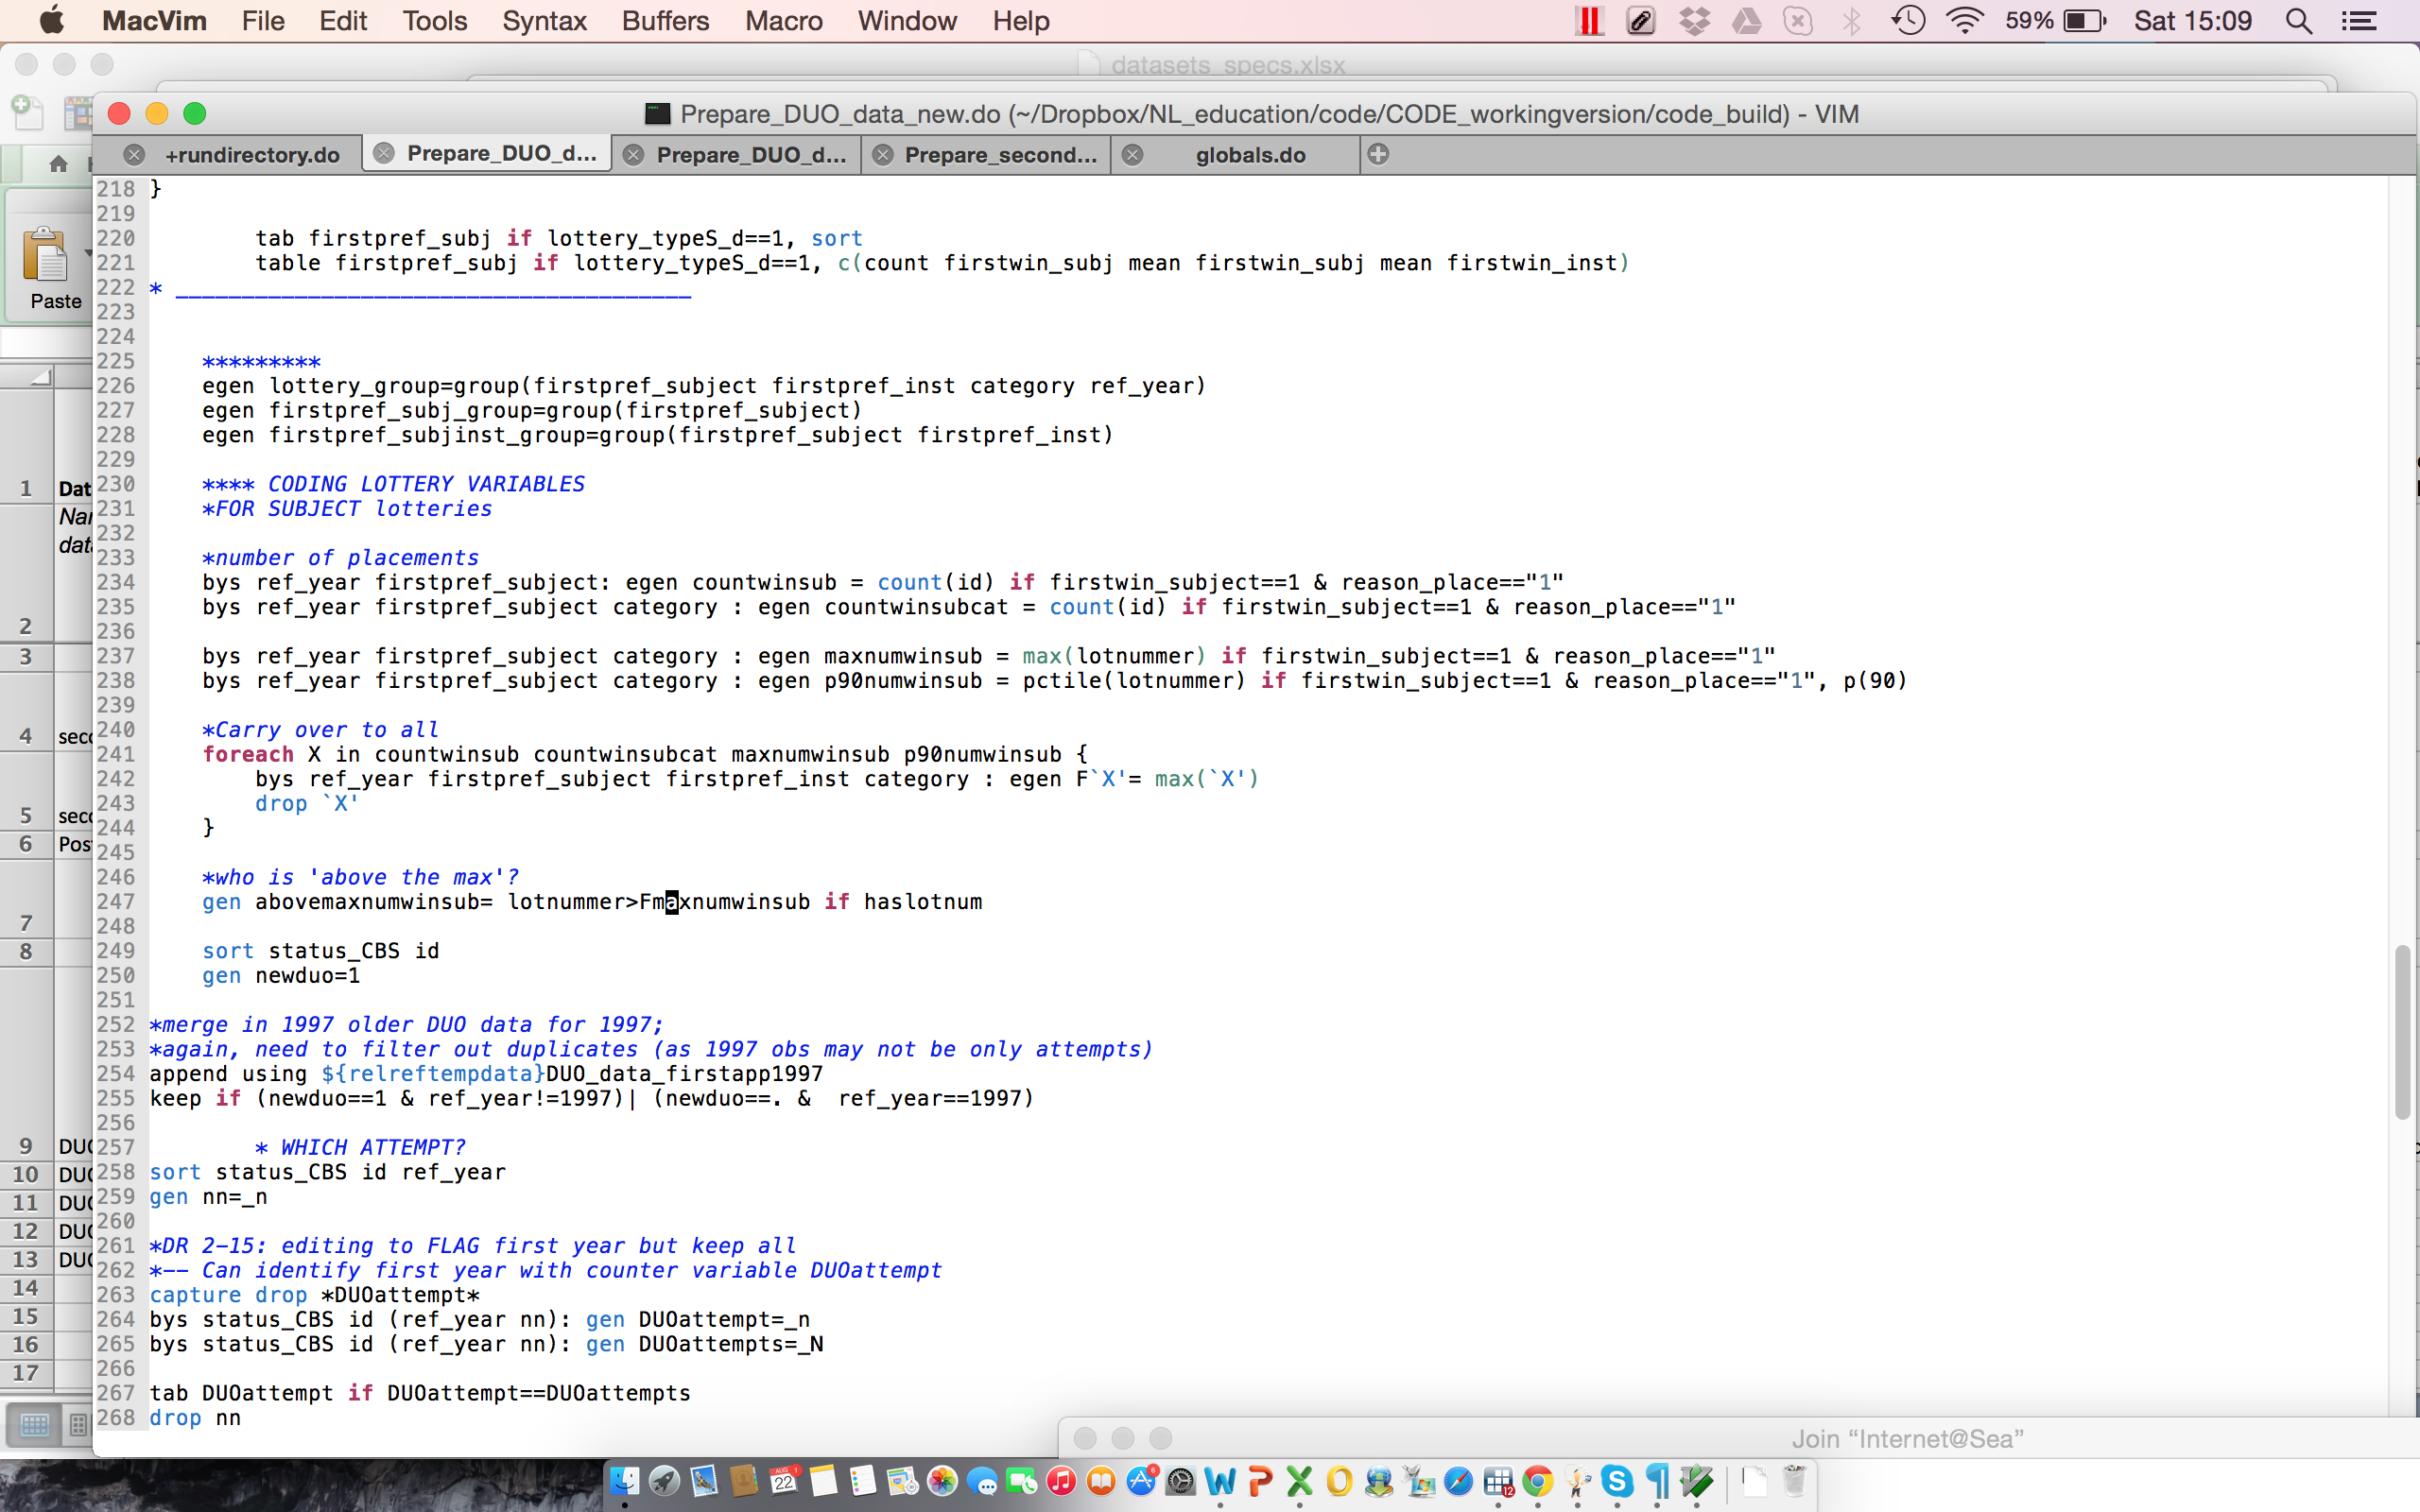 MacVim File Edit Tools Syntax Buffers Macro Window Help 59% Sat 15:09
datasets_specs.xlsx
Prepare_DUO_data_new.do (~/Dropbox/NL_education/code/CODE_workingversion/code_build) - VIM
+rundirectory.do Prepare_DUO_d... Prepare_DUO_d... Prepare_second... globals.do
Paste
1 Dat
Nar
dat
2
3
4 seco
5 seco
6 Pos
7
8
9 DUO
10 DUO
11 DUO
12 DUO
13 DUO
14
15
16
17
218 }
219
220 tab firstpref_subj if lottery_typeS_d==1, sort
221 table firstpref_subj if lottery_typeS_d==1, c(count firstwin_subj mean firstwin_subj mean firstwin_inst)
222 * _______________________________________
223
224
225 *********
226 egen lottery_group=group(firstpref_subject firstpref_inst category ref_year)
227 egen firstpref_subj_group=group(firstpref_subject)
228 egen firstpref_subjinst_group=group(firstpref_subject firstpref_inst)
229
230 **** CODING LOTTERY VARIABLES
231 *FOR SUBJECT lotteries
232
233 *number of placements
234 bys ref_year firstpref_subject: egen countwinsub = count(id) if firstwin_subject==1 & reason_place=="1"
235 bys ref_year firstpref_subject category : egen countwinsubcat = count(id) if firstwin_subject==1 & reason_place=="1"
236
237 bys ref_year firstpref_subject category : egen maxnumwinsub = max(lotnummer) if firstwin_subject==1 & reason_place=="1"
238 bys ref_year firstpref_subject category : egen p90numwinsub = pctile(lotnummer) if firstwin_subject==1 & reason_place=="1", p(90)
239
240 *Carry over to all
241 foreach X in countwinsub countwinsubcat maxnumwinsub p90numwinsub {
242 bys ref_year firstpref_subject firstpref_inst category : egen F`X'= max(`X')
243 drop `X'
244 }
245
246 *who is 'above the max'?
247 gen abovemaxnumwinsub= lotnummer>Fmaxnumwinsub if haslotnum
248
249 sort status_CBS id
250 gen newduo=1
251
252 *merge in 1997 older DUO data for 1997;
253 *again, need to filter out duplicates (as 1997 obs may not be only attempts)
254 append using ${relreftempdata}DUO_data_firstapp1997
255 keep if (newduo==1 & ref_year!=1997)| (newduo==. &  ref_year==1997)
256
257 * WHICH ATTEMPT?
258 sort status_CBS id ref_year
259 gen nn=_n
260
261 *DR 2-15: editing to FLAG first year but keep all
262 *-- Can identify first year with counter variable DUOattempt
263 capture drop *DUOattempt*
264 bys status_CBS id (ref_year nn): gen DUOattempt=_n
265 bys status_CBS id (ref_year nn): gen DUOattempts=_N
266
267 tab DUOattempt if DUOattempt==DUOattempts
268 drop nn
Join “Internet@Sea”
AUG
22
12